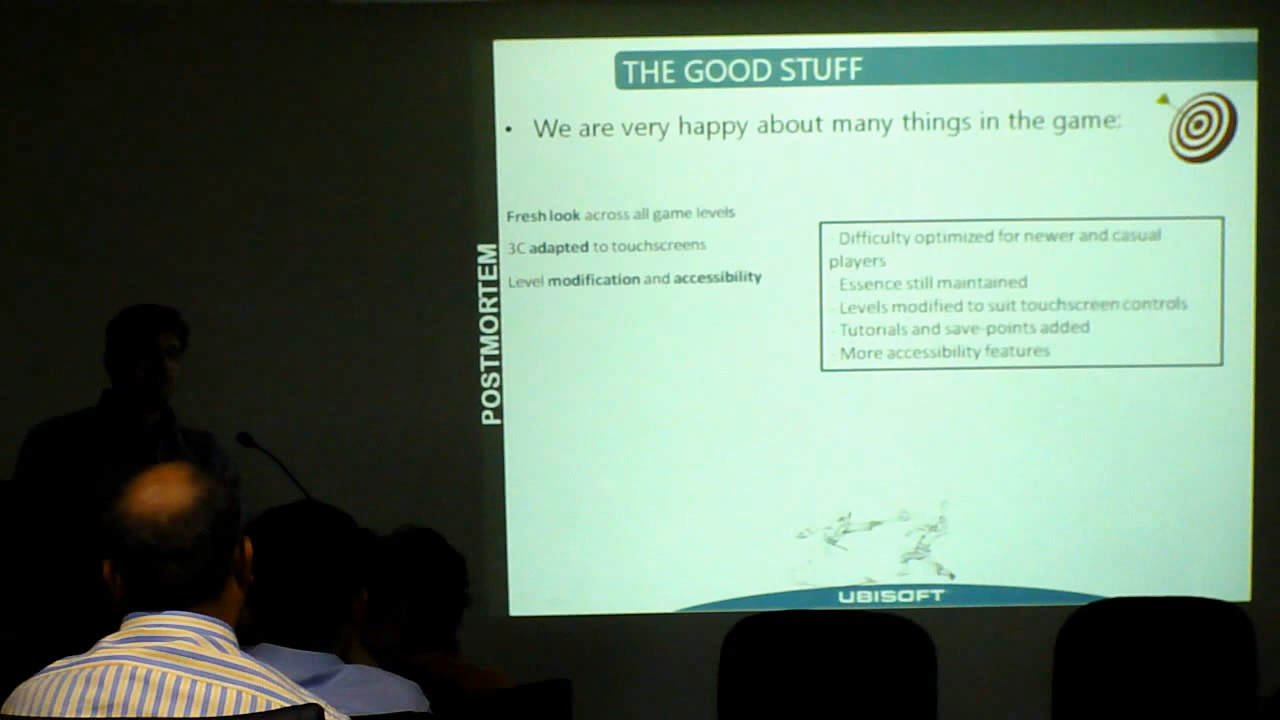 THE GOOD STUFF
• We are very happy about many things in the game:
POSTMORTEM
Fresh look across all game levels
3C adapted to touchscreens
Level modification and accessibility
- Difficulty optimized for newer and casual
players
- Essence still maintained
- Levels modified to suit touchscreen controls
- Tutorials and save-points added
- More accessibility features
UBISOFT